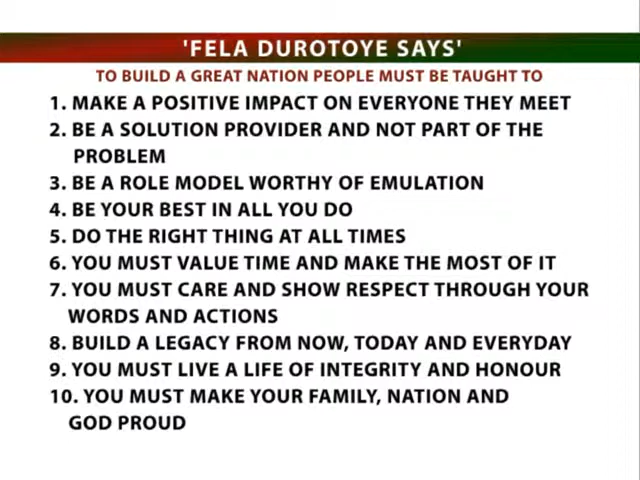 'FELA DUROTOYE SAYS'
TO BUILD A GREAT NATION PEOPLE MUST BE TAUGHT TO
1. MAKE A POSITIVE IMPACT ON EVERYONE THEY MEET
2. BE A SOLUTION PROVIDER AND NOT PART OF THE
PROBLEM
3. BE A ROLE MODEL WORTHY OF EMULATION
4. BE YOUR BEST IN ALL YOU DO
5. DO THE RIGHT THING AT ALL TIMES
6. YOU MUST VALUE TIME AND MAKE THE MOST OF IT
7. YOU MUST CARE AND SHOW RESPECT THROUGH YOUR
WORDS AND ACTIONS
8. BUILD A LEGACY FROM NOW, TODAY AND EVERYDAY
9. YOU MUST LIVE A LIFE OF INTEGRITY AND HONOUR
10. YOU MUST MAKE YOUR FAMILY, NATION AND
GOD PROUD